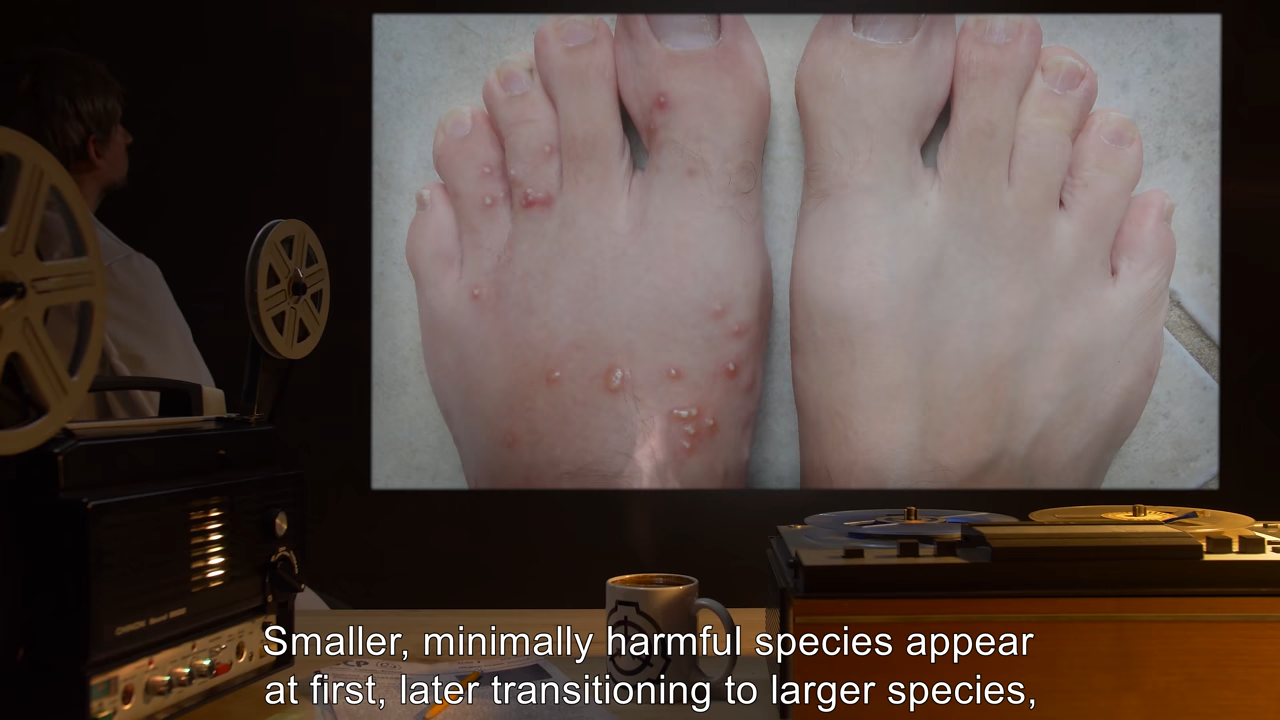 Smaller, minimally harmful species appear
at first, later transitioning to larger species,